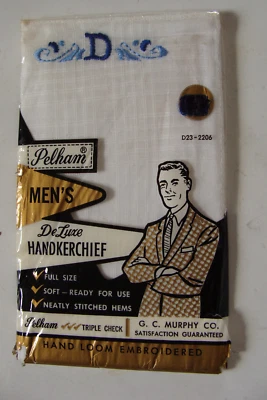 D
D23-2206
Pelham®
MEN'S
DeLuxe
HANDKERCHIEF
FULL SIZE
SOFT - READY FOR USE
NEATLY STITCHED HEMS
Pelham TRIPLE CHECK
G. C. MURPHY CO.
SATISFACTION GUARANTEED
HAND LOOM EMBROIDERED